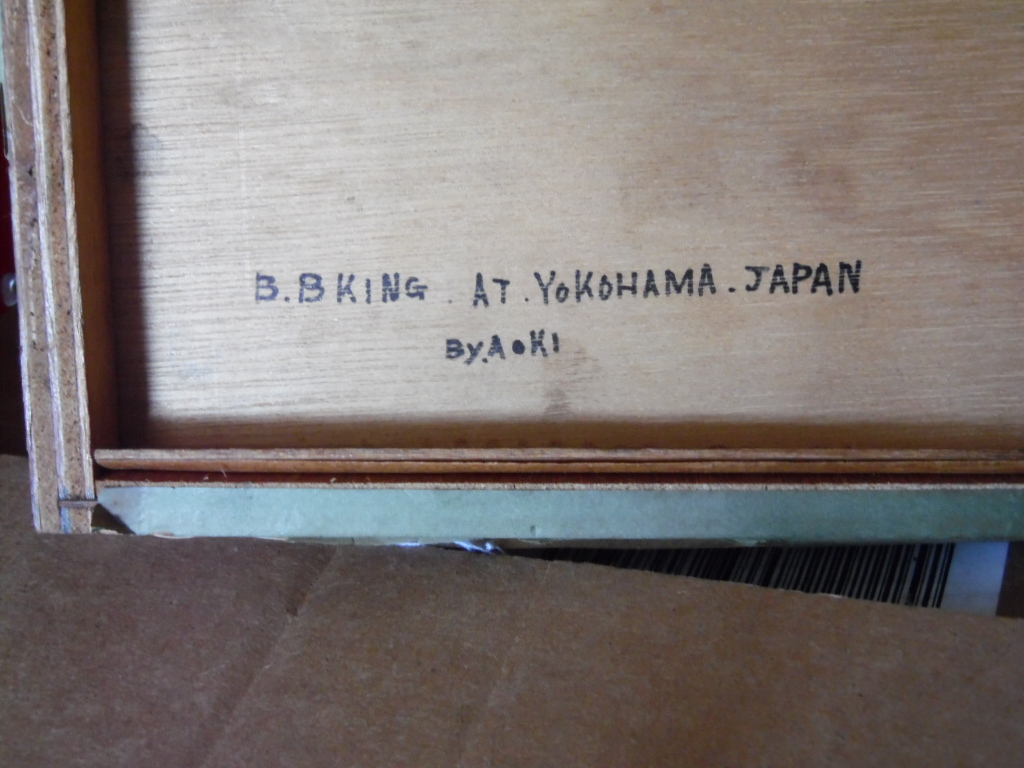 B.B KING . AT . YOKOHAMA . JAPAN
By. AOKI